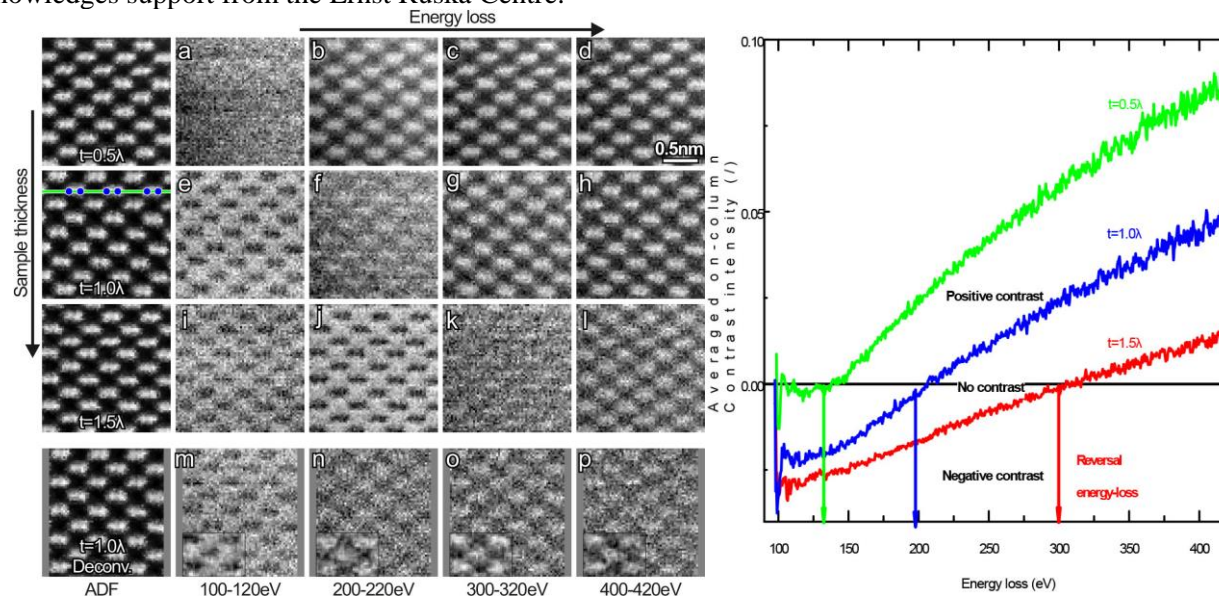 nowledges support from the Ernst Ruska Centre.
Energy loss
Sample thickness
a
b
c
d
t=0.5λ
0.5nm
e
f
g
h
t=1.0λ
i
j
k
l
t=1.5λ
m
n
o
p
t=1.0λ
Deconv.
ADF
100-120eV
200-220eV
300-320eV
400-420eV
Averaged on-column
Contrast intensity (/)
0.10
0.05
0.00
t=0.5λ
t=1.0λ
Positive contrast
t=1.5λ
No contrast
Negative contrast
Reversal
energy-loss
100
150
200
250
300
350
400
Energy loss (eV)